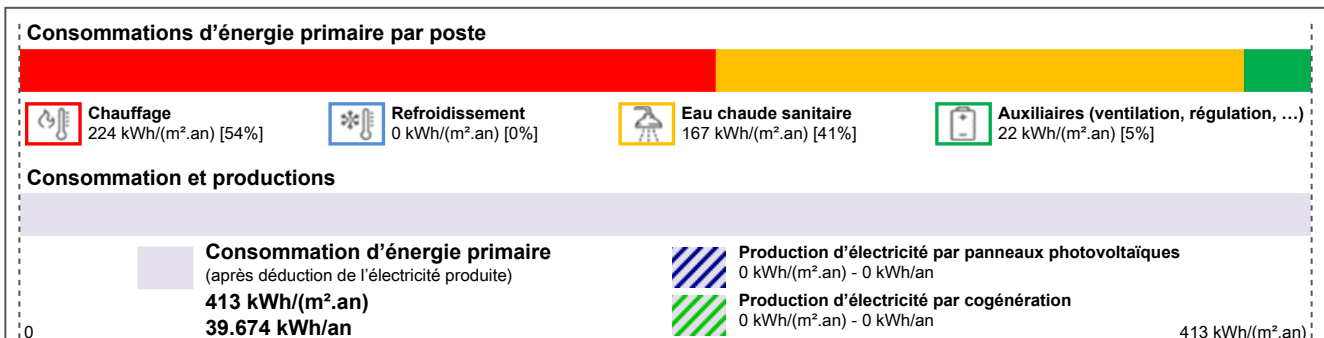 Consommations d’énergie primaire par poste
Chauffage
224 kWh/(m².an) [54%]
Refroidissement
0 kWh/(m².an) [0%]
Eau chaude sanitaire
167 kWh/(m².an) [41%]
Auxiliaires (ventilation, régulation, …)
22 kWh/(m².an) [5%]
Consommation et productions
Consommation d’énergie primaire
(après déduction de l’électricité produite)
413 kWh/(m².an)
39.674 kWh/an
Production d’électricité par panneaux photovoltaïques
0 kWh/(m².an) - 0 kWh/an
Production d’électricité par cogénération
0 kWh/(m².an) - 0 kWh/an
0
413 kWh/(m².an)